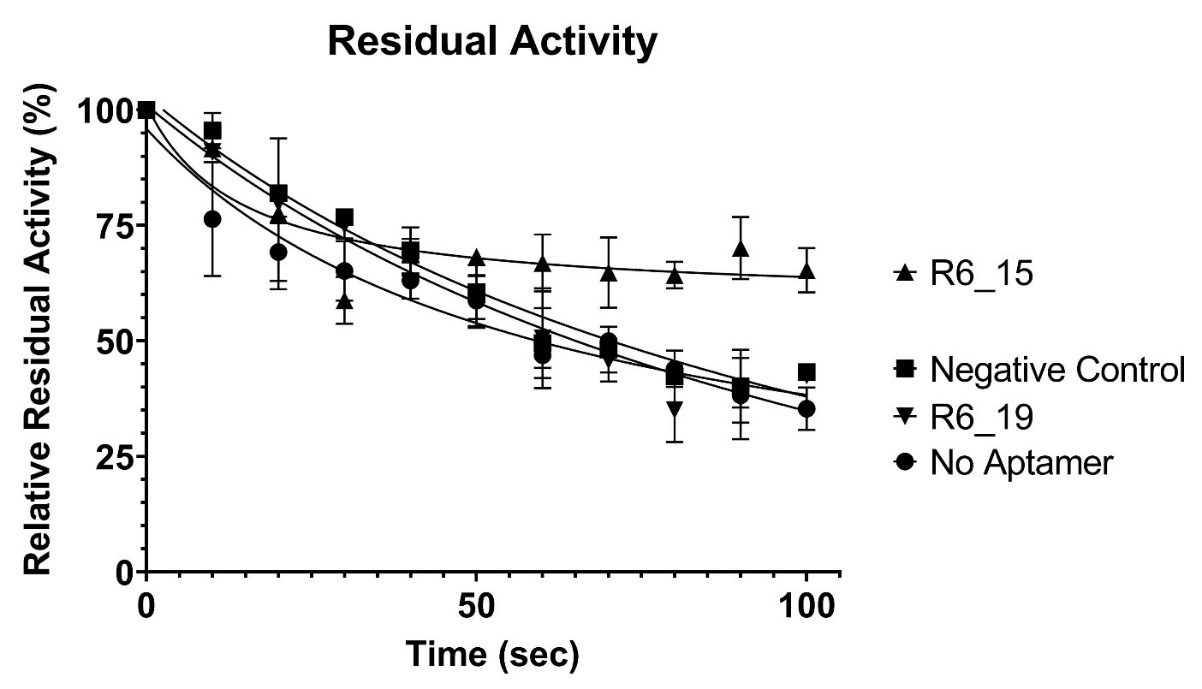 Residual Activity
Relative Residual Activity (%)
100
75
50
25
0
0
50
100
Time (sec)
R6_15
Negative Control
R6_19
No Aptamer